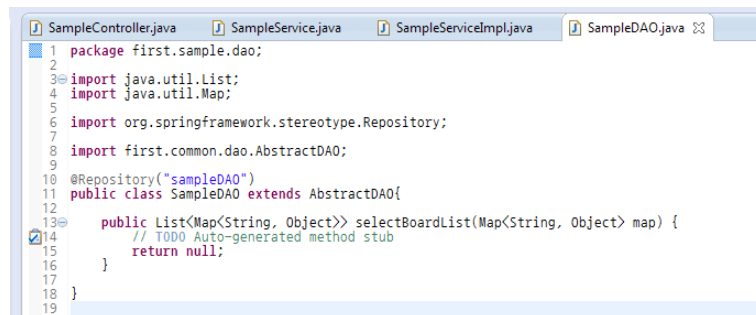 SampleController.java SampleService.java SampleServiceImpl.java SampleDAO.java
1 package first.sample.dao;
2
3 import java.util.List;
4 import java.util.Map;
5
6 import org.springframework.stereotype.Repository;
7
8 import first.common.dao.AbstractDAO;
9
10 @Repository("sampleDAO")
11 public class SampleDAO extends AbstractDAO{
12
13 public List<Map<String, Object>> selectBoardList(Map<String, Object> map) {
14 // TODO Auto-generated method stub
15 return null;
16 }
17
18 }
19